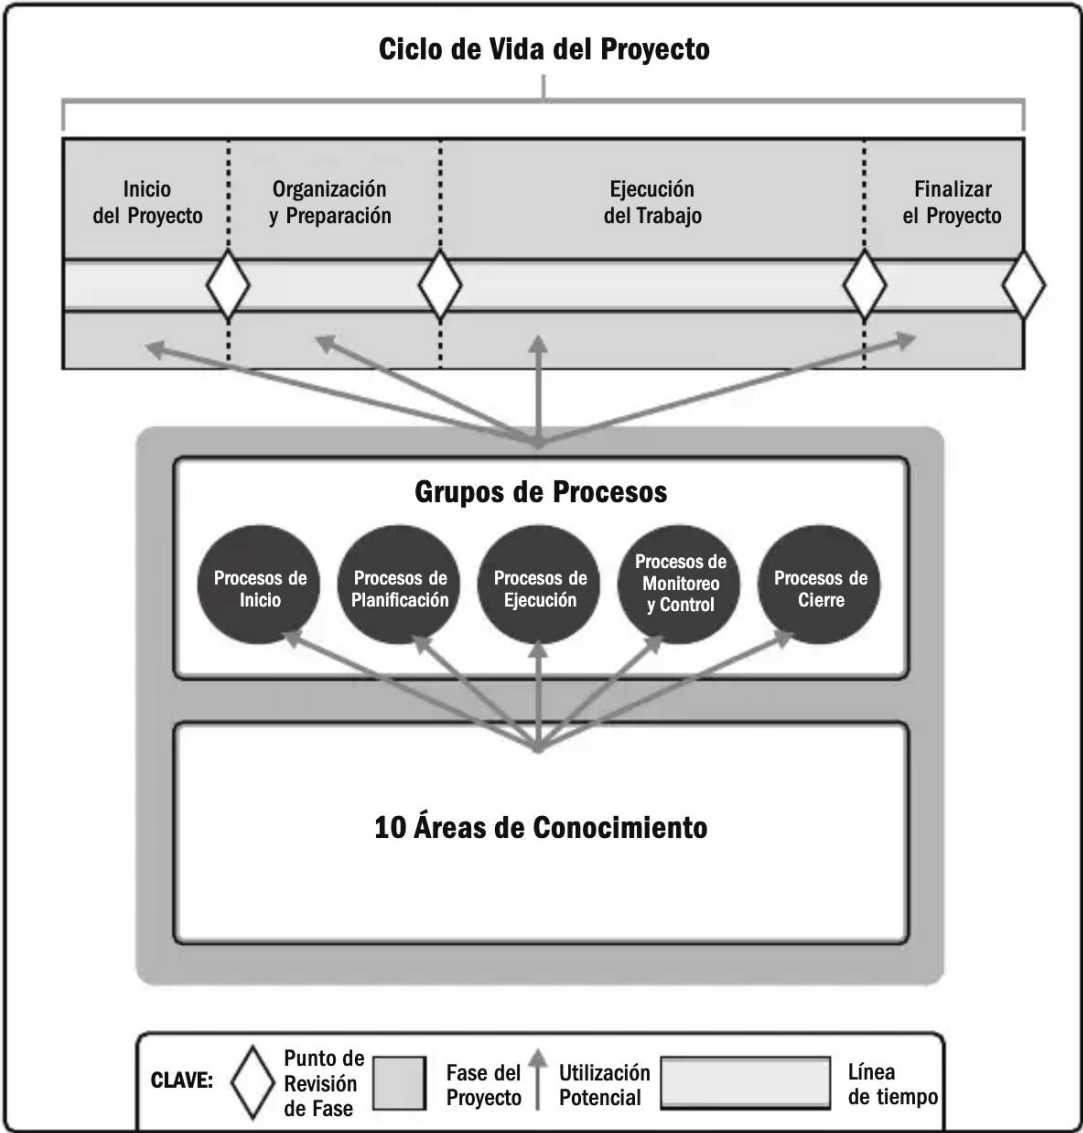 Ciclo de Vida del Proyecto
Inicio
del Proyecto
Organización
y Preparación
Ejecución
del Trabajo
Finalizar
el Proyecto
Grupos de Procesos
Procesos de
Inicio
Procesos de
Planificación
Procesos de
Ejecución
Procesos de
Monitoreo
y Control
Procesos de
Cierre
10 Áreas de Conocimiento
CLAVE:
Punto de
Revisión
de Fase
Fase del
Proyecto
Utilización
Potencial
Línea
de tiempo